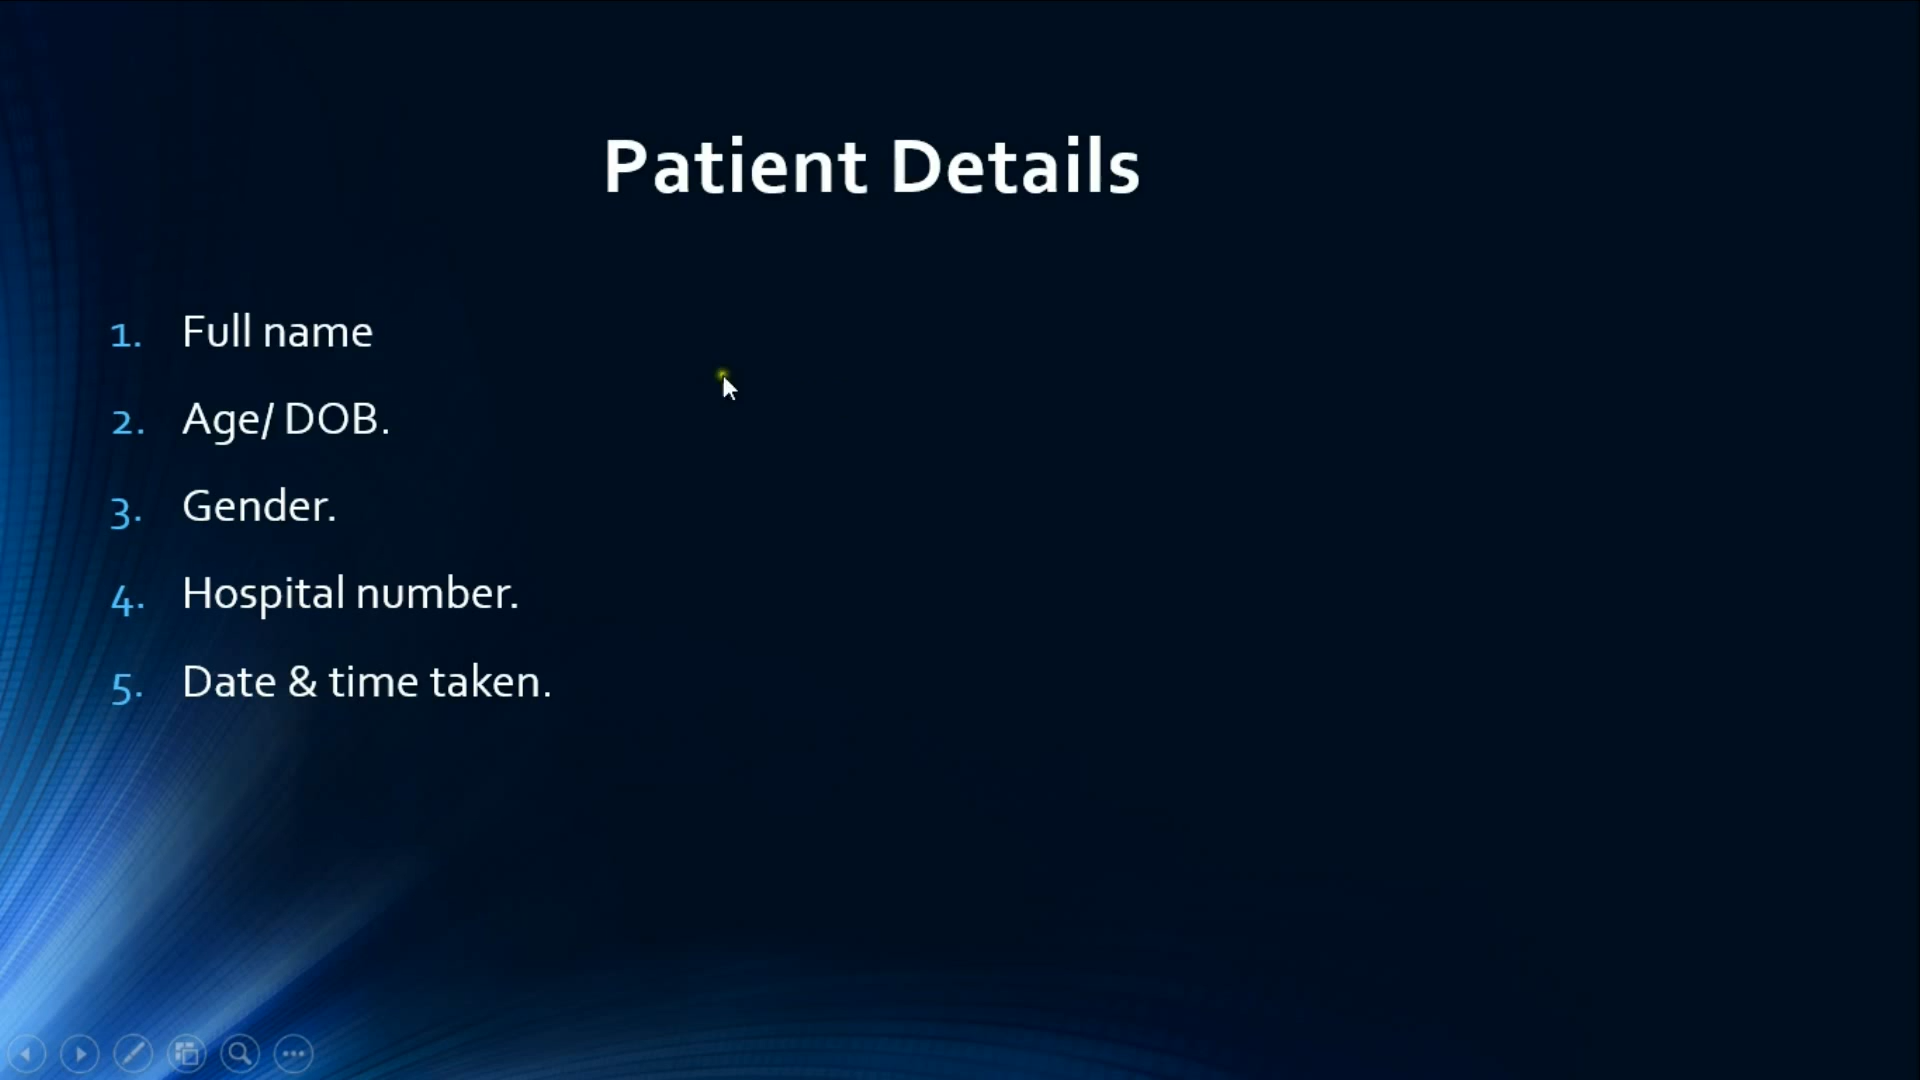 Patient Details
1. Full name
2. Age/ DOB.
3. Gender.
4. Hospital number.
5. Date & time taken.